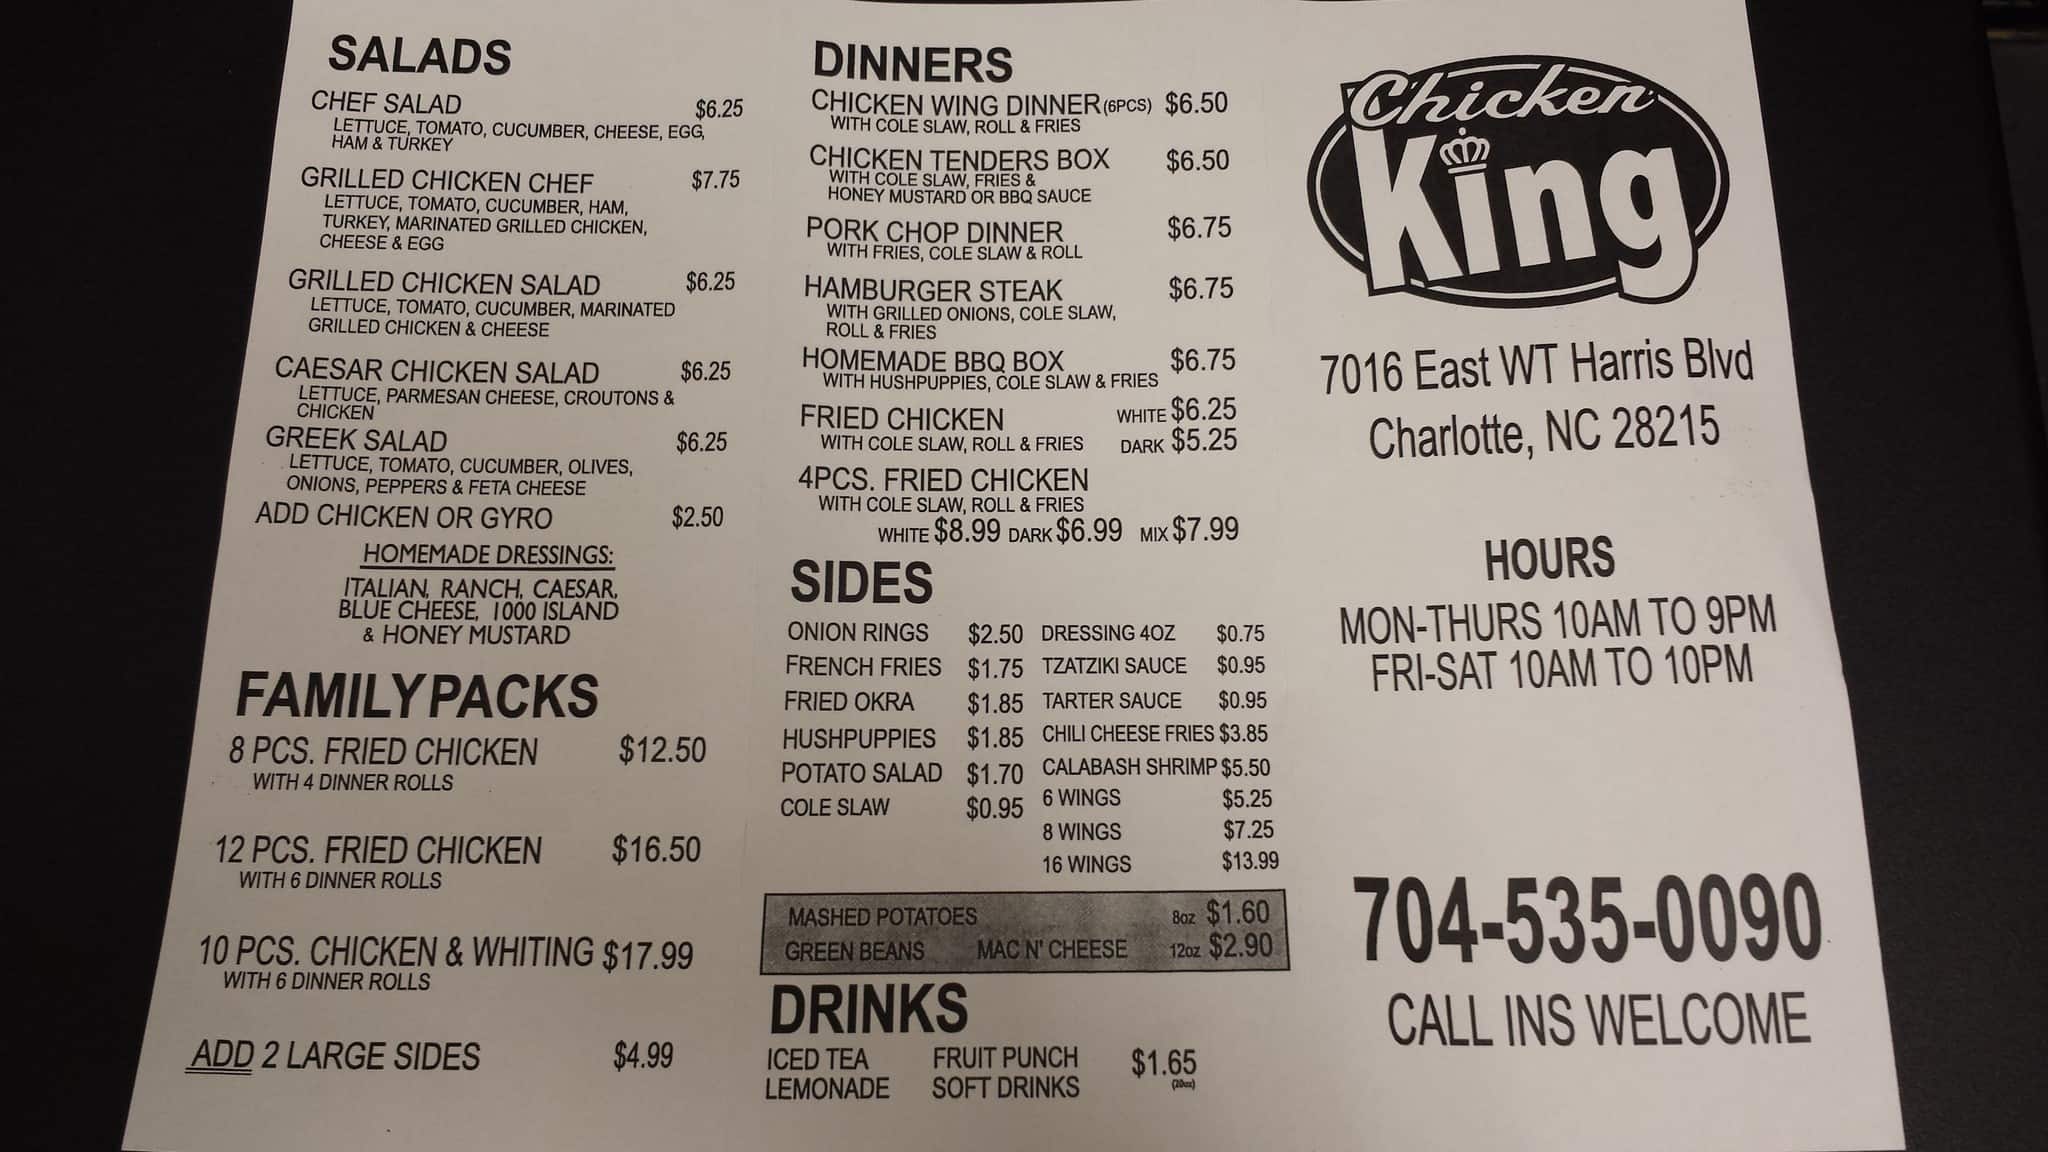 SALADS
CHEF SALAD $6.25
LETTUCE, TOMATO, CUCUMBER, CHEESE, EGG,
HAM & TURKEY
GRILLED CHICKEN CHEF $7.75
LETTUCE, TOMATO, CUCUMBER, HAM,
TURKEY, MARINATED GRILLED CHICKEN,
CHEESE & EGG
GRILLED CHICKEN SALAD $6.25
LETTUCE, TOMATO, CUCUMBER, MARINATED
GRILLED CHICKEN & CHEESE
CAESAR CHICKEN SALAD $6.25
LETTUCE, PARMESAN CHEESE, CROUTONS &
CHICKEN
GREEK SALAD $6.25
LETTUCE, TOMATO, CUCUMBER, OLIVES,
ONIONS, PEPPERS & FETA CHEESE
ADD CHICKEN OR GYRO $2.50
HOMEMADE DRESSINGS:
ITALIAN, RANCH, CAESAR,
BLUE CHEESE, 1000 ISLAND
& HONEY MUSTARD
FAMILY PACKS
8 PCS. FRIED CHICKEN $12.50
WITH 4 DINNER ROLLS
12 PCS. FRIED CHICKEN $16.50
WITH 6 DINNER ROLLS
10 PCS. CHICKEN & WHITING $17.99
WITH 6 DINNER ROLLS
ADD 2 LARGE SIDES $4.99
DINNERS
CHICKEN WING DINNER (6PCS) $6.50
WITH COLE SLAW, ROLL & FRIES
CHICKEN TENDERS BOX $6.50
WITH COLE SLAW, FRIES &
HONEY MUSTARD OR BBQ SAUCE
PORK CHOP DINNER $6.75
WITH FRIES, COLE SLAW & ROLL
HAMBURGER STEAK $6.75
WITH GRILLED ONIONS, COLE SLAW,
ROLL & FRIES
HOMEMADE BBQ BOX $6.75
WITH HUSHPUPPIES, COLE SLAW & FRIES
FRIED CHICKEN WHITE $6.25
WITH COLE SLAW, ROLL & FRIES DARK $5.25
4PCS. FRIED CHICKEN
WITH COLE SLAW, ROLL & FRIES
WHITE $8.99 DARK $6.99 MIX $7.99
SIDES
ONION RINGS $2.50 DRESSING 4OZ $0.75
FRENCH FRIES $1.75 TZATZIKI SAUCE $0.95
FRIED OKRA $1.85 TARTER SAUCE $0.95
HUSHPUPPIES $1.85 CHILI CHEESE FRIES $3.85
POTATO SALAD $1.70 CALABASH SHRIMP $5.50
COLE SLAW $0.95 6 WINGS $5.25
8 WINGS $7.25
16 WINGS $13.99
MASHED POTATOES 8oz $1.60
GREEN BEANS MAC N' CHEESE 12oz $2.90
DRINKS
ICED TEA FRUIT PUNCH $1.65
LEMONADE SOFT DRINKS (20oz)
Chicken
King
7016 East WT Harris Blvd
Charlotte, NC 28215
HOURS
MON-THURS 10AM TO 9PM
FRI-SAT 10AM TO 10PM
704-535-0090
CALL INS WELCOME